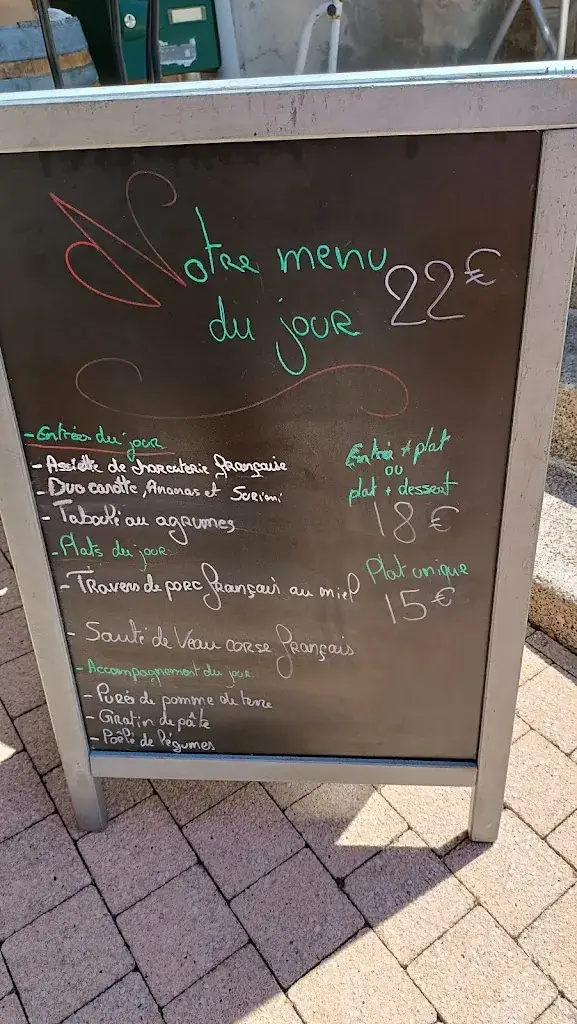 Notre menu
du jour 22€
- Entrées du jour
- Assiette de charcuterie française
- Duo carotte, Ananas et Surimi
- Taboulé au agrumes
- Plats du jour
- Travers de porc français au miel
- Sauté de Veau corse français
- Accompagnement du jour
- Purée de pomme de terre
- Gratin de pâte
- Poêlé de légumes
Entrée + plat
ou
plat + dessert
18€
Plat unique
15€